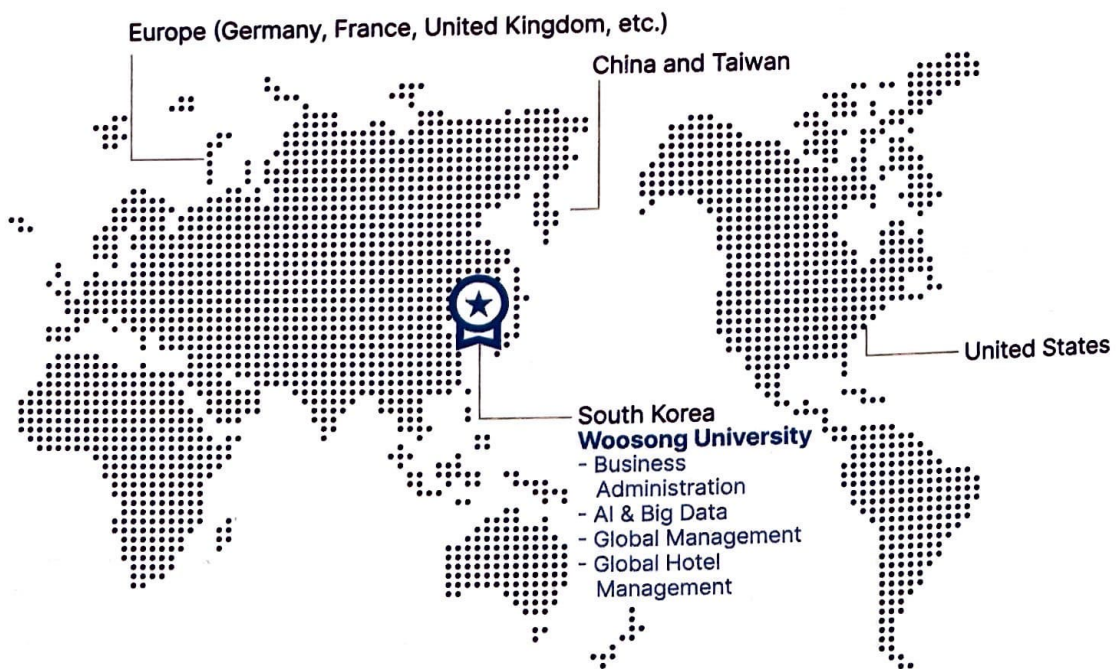 Europe (Germany, France, United Kingdom, etc.)
China and Taiwan
United States
South Korea
Woosong University
- Business
Administration
- AI & Big Data
- Global Management
- Global Hotel
Management